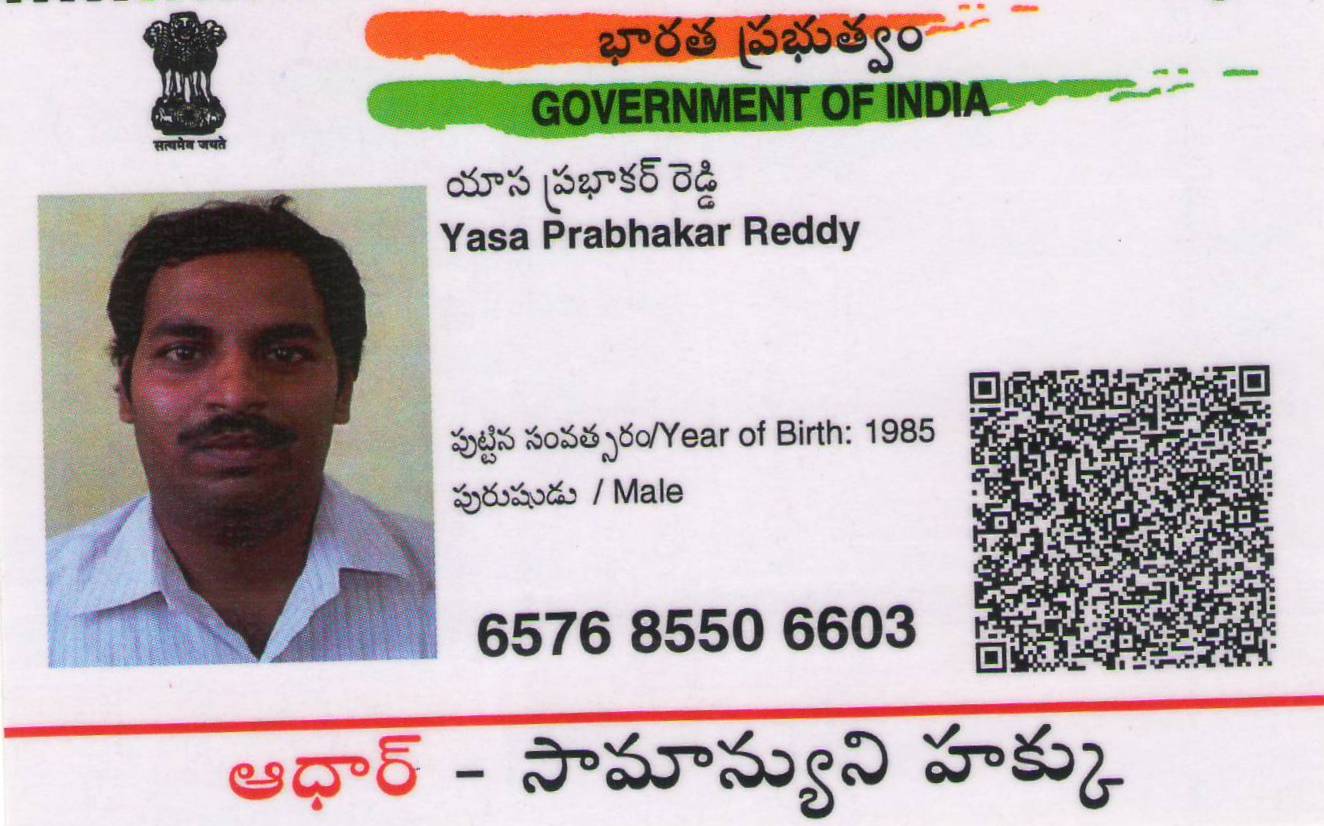 భారత ప్రభుత్వం
GOVERNMENT OF INDIA
सत्यमेव जयते
యాస ప్రభాకర్ రెడ్డి
Yasa Prabhakar Reddy
పుట్టిన సంవత్సరం/Year of Birth: 1985
పురుషుడు / Male
6576 8550 6603
ఆధార్ - సామాన్యుని హక్కు